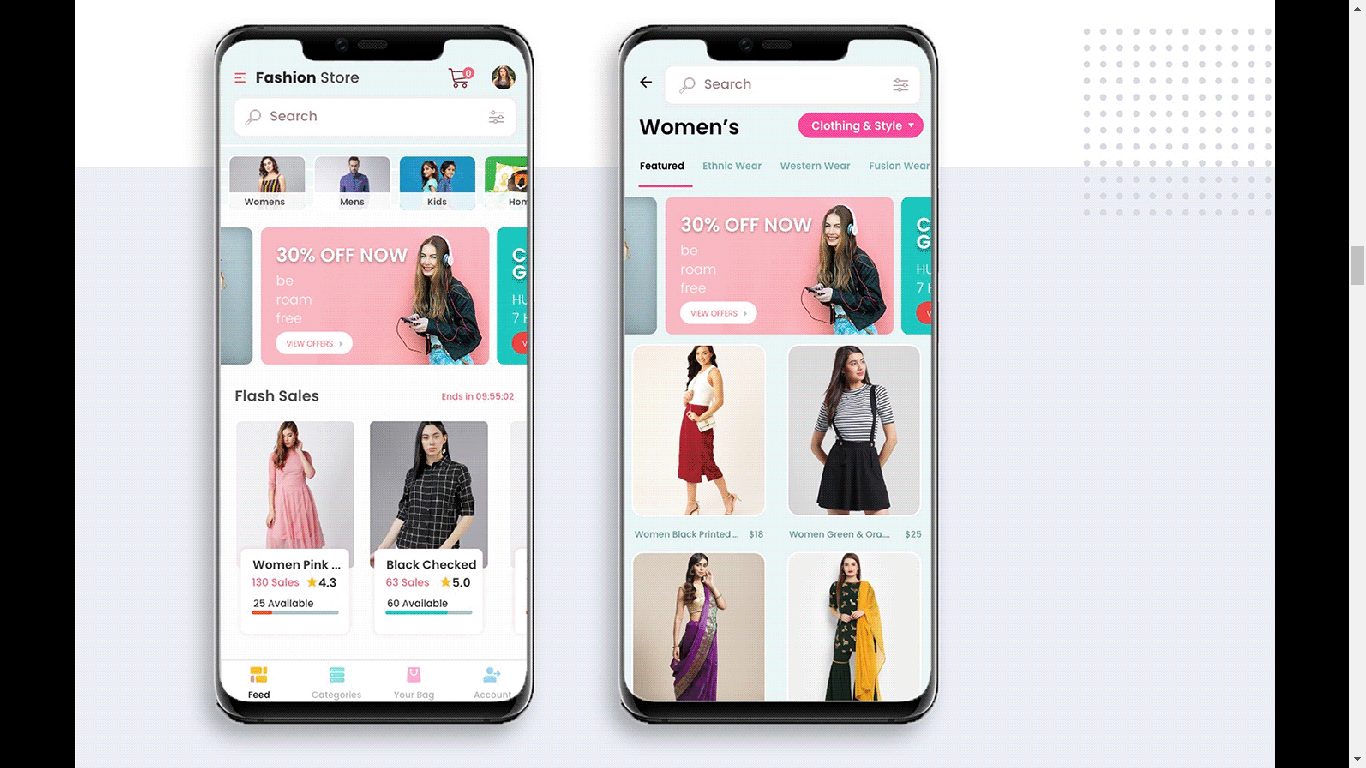 Fashion Store
0
Search
Womens
Mens
Kids
Hom
30% OFF NOW
be
roam
free
VIEW OFFERS
C
G
HU
7 H
V
Flash Sales
Ends in 09:55:02
Women Pink ...
130 Sales
4.3
25 Available
Black Checked
63 Sales
5.0
60 Available
Feed
Categories
Your Bag
Account
Search
Women's
Clothing & Style
Featured
Ethnic Wear
Western Wear
Fusion Wear
30% OFF NOW
be
roam
free
VIEW OFFERS
C
G
HU
7 H
V
Women Black Printed...
$18
Women Green & Ora...
$25